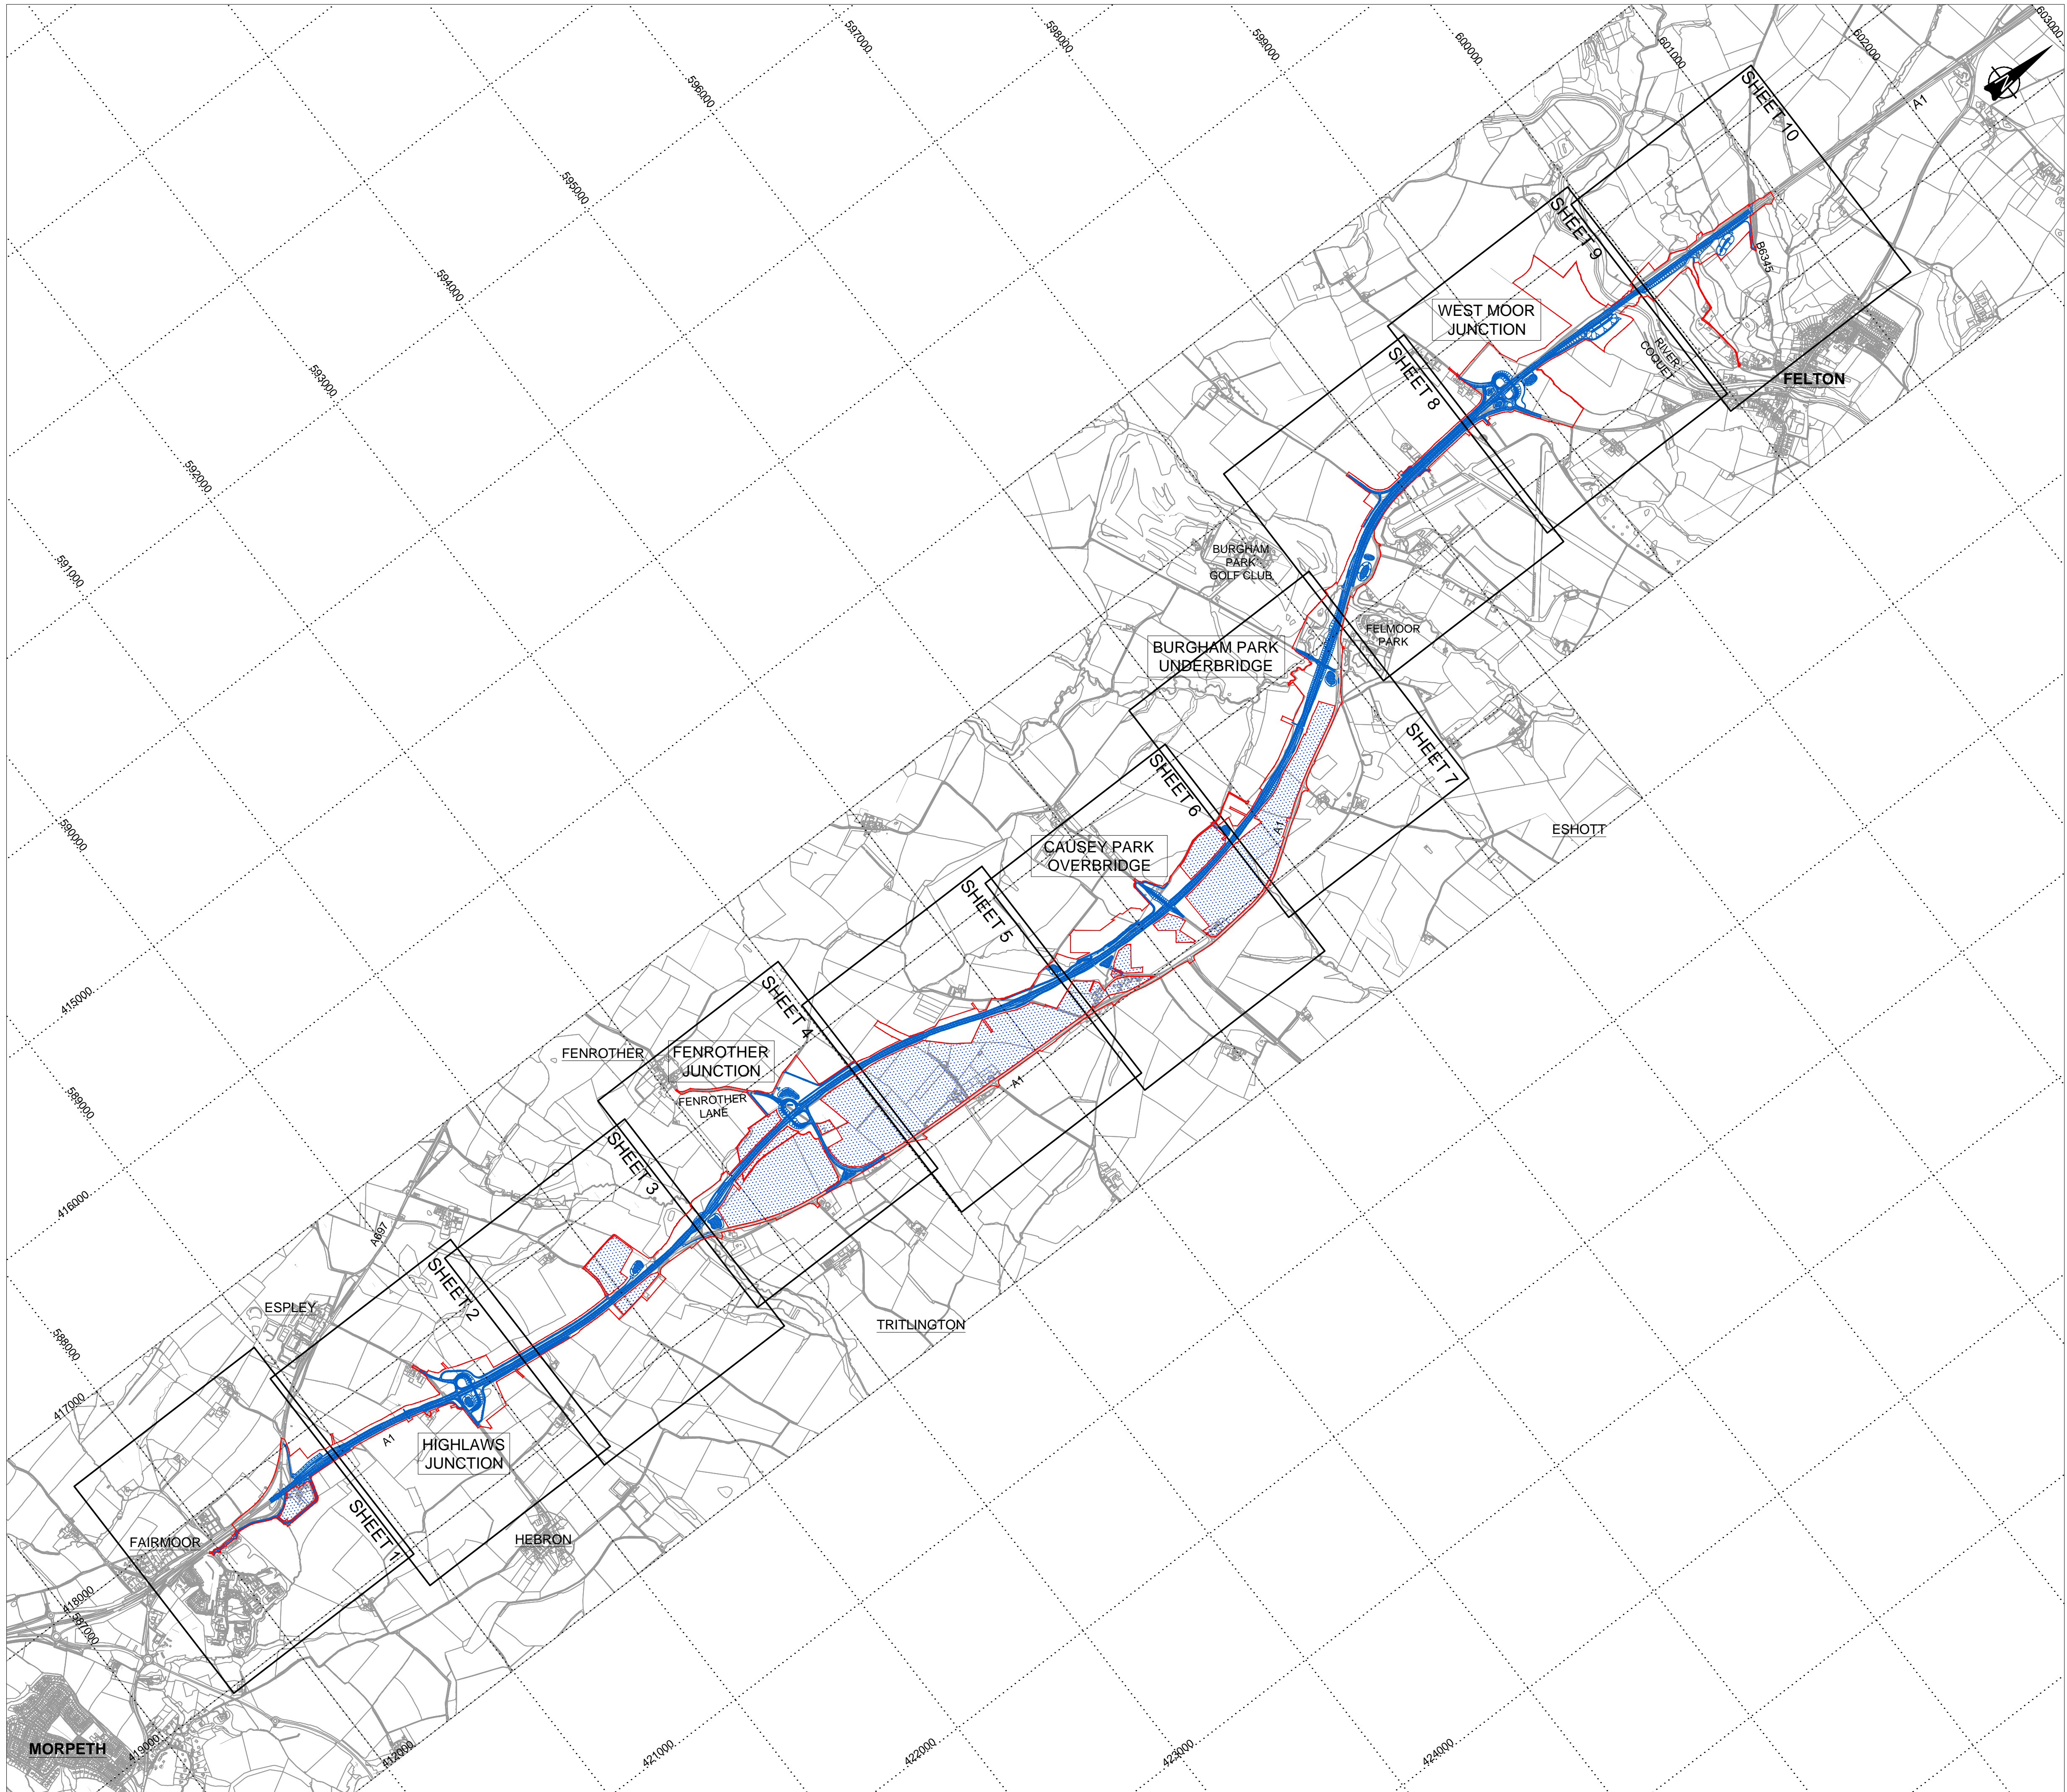 597000
598000
599000
600000
601000
602000
603000
596000
595000
594000
593000
592000
591000
590000
415000
589000
416000
588000
417000
418000
587000
419000
412000
421000
422000
423000
424000
N
A1
SHEET 10
SHEET 9
B6345
WEST MOOR
JUNCTION
RIVER
COQUET
FELTON
SHEET 8
BURGHAM
PARK
GOLF CLUB
FELMOOR
PARK
BURGHAM PARK
UNDERBRIDGE
SHEET 7
SHEET 6
A1
ESHOTT
CAUSEY PARK
OVERBRIDGE
SHEET 5
SHEET 4
FENROTHER
FENROTHER
JUNCTION
FENROTHER
LANE
A1
SHEET 3
TRITLINGTON
A697
SHEET 2
ESPLEY
A1
HIGHLAWS
JUNCTION
SHEET 1
HEBRON
FAIRMOOR
MORPETH